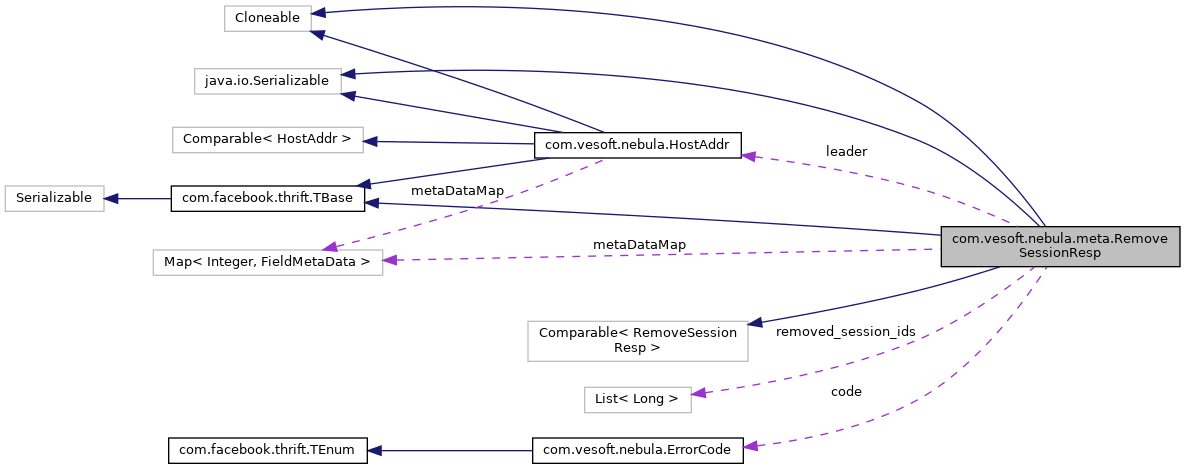 Cloneable
java.io.Serializable
Comparable< HostAddr >
com.vesoft.nebula.HostAddr
leader
Serializable
com.facebook.thrift.TBase
metaDataMap
com.vesoft.nebula.meta.Remove
SessionResp
metaDataMap
Map< Integer, FieldMetaData >
Comparable< RemoveSession
Resp >
removed_session_ids
List< Long >
code
com.facebook.thrift.TEnum
com.vesoft.nebula.ErrorCode